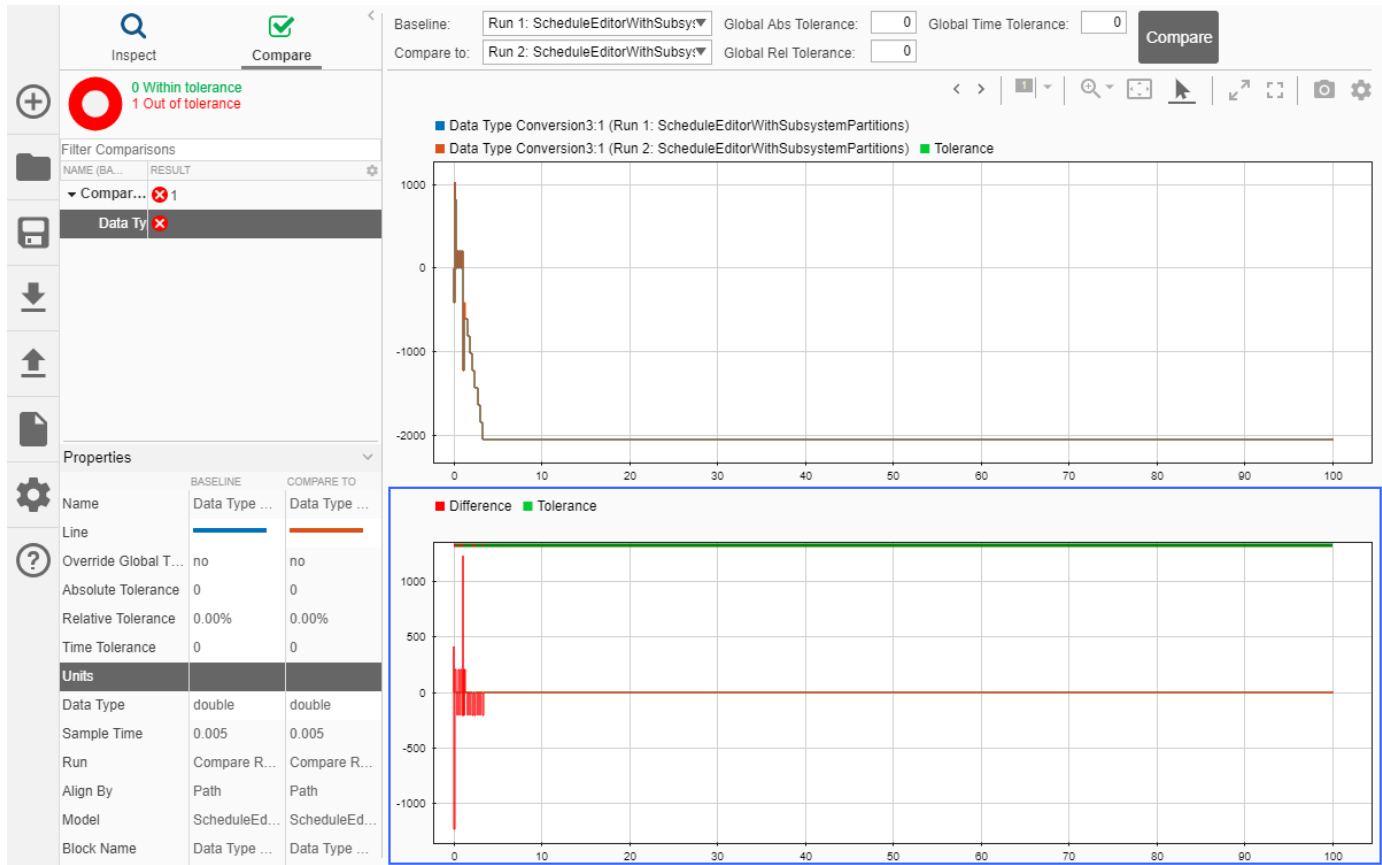 Inspect
Compare
0 Within tolerance
1 Out of tolerance
Filter Comparisons
NAME (BA... RESULT
Compar... 1
Data Ty
Properties
BASELINE COMPARE TO
Name Data Type ... Data Type ...
Line
Override Global T... no no
Absolute Tolerance 0 0
Relative Tolerance 0.00% 0.00%
Time Tolerance 0 0
Units
Data Type double double
Sample Time 0.005 0.005
Run Compare R... Compare R...
Align By Path Path
Model ScheduleEd... ScheduleEd...
Block Name Data Type ... Data Type ...
Baseline: Run 1: ScheduleEditorWithSubsy: Global Abs Tolerance: 0 Global Time Tolerance: 0
Compare to: Run 2: ScheduleEditorWithSubsy: Global Rel Tolerance: 0
Compare
1
Data Type Conversion3:1 (Run 1: ScheduleEditorWithSubsystemPartitions)
Data Type Conversion3:1 (Run 2: ScheduleEditorWithSubsystemPartitions) Tolerance
1000
0
-1000
-2000
0 10 20 30 40 50 60 70 80 90 100
Difference Tolerance
1000
500
0
-500
-1000
0 10 20 30 40 50 60 70 80 90 100